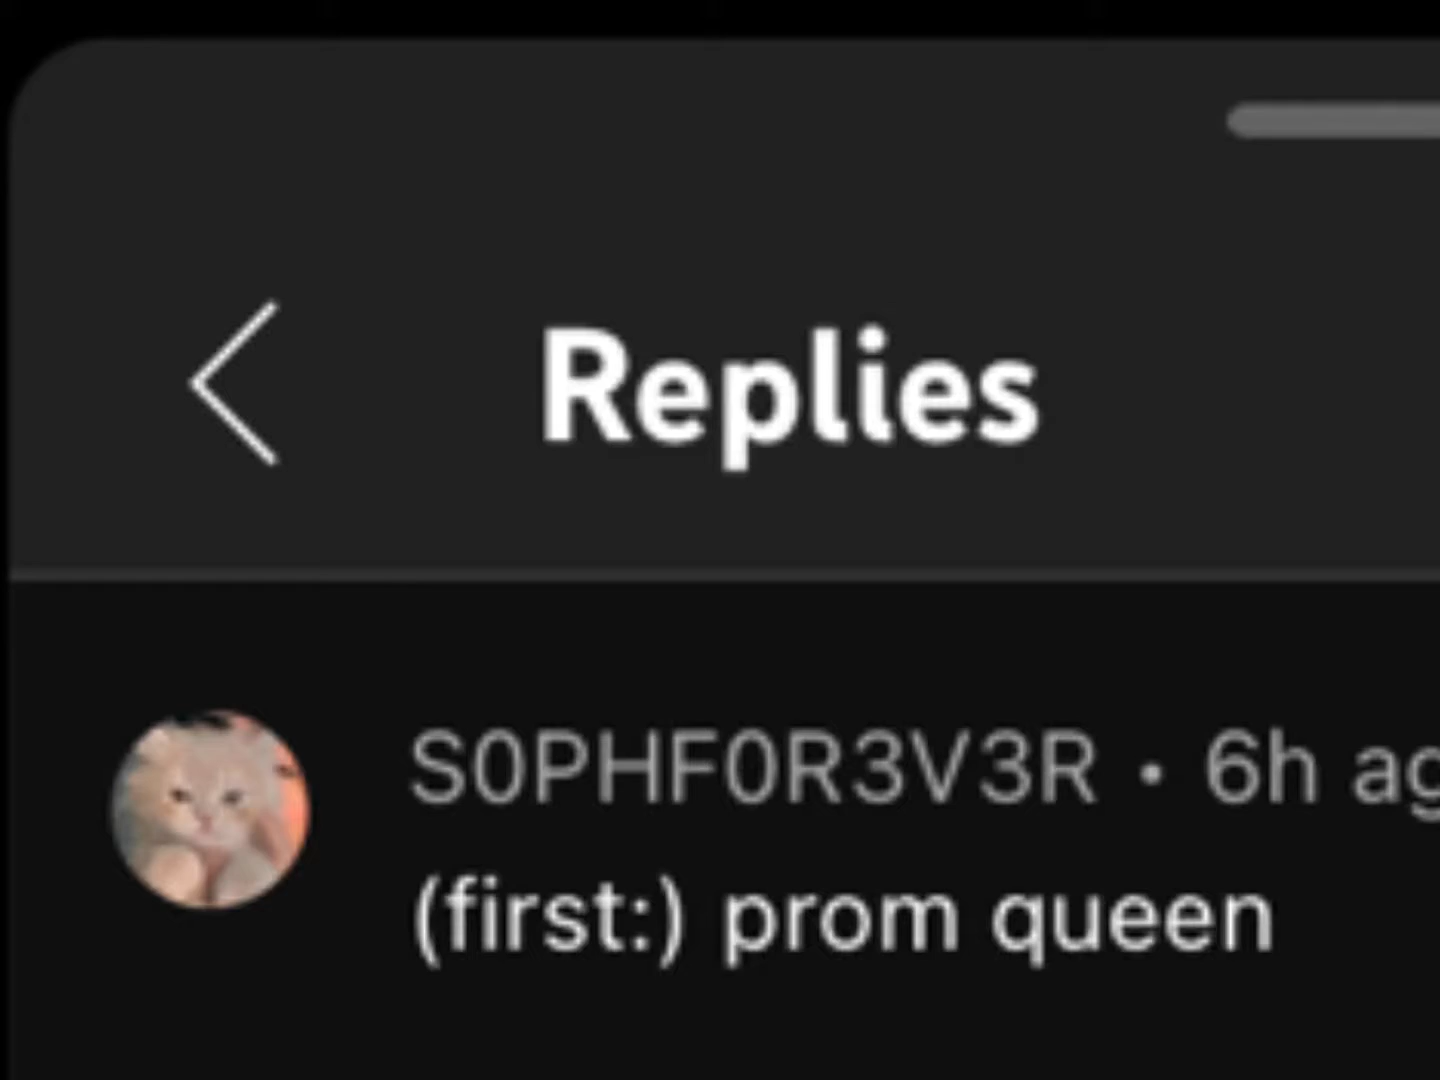 Replies
S0PHF0R3V3R • 6h ag
(first:) prom queen